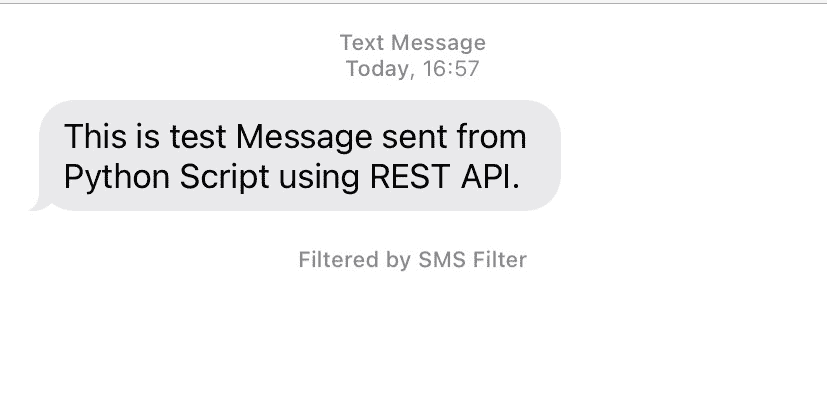 Text Message
Today, 16:57
This is test Message sent from
Python Script using REST API.
Filtered by SMS Filter